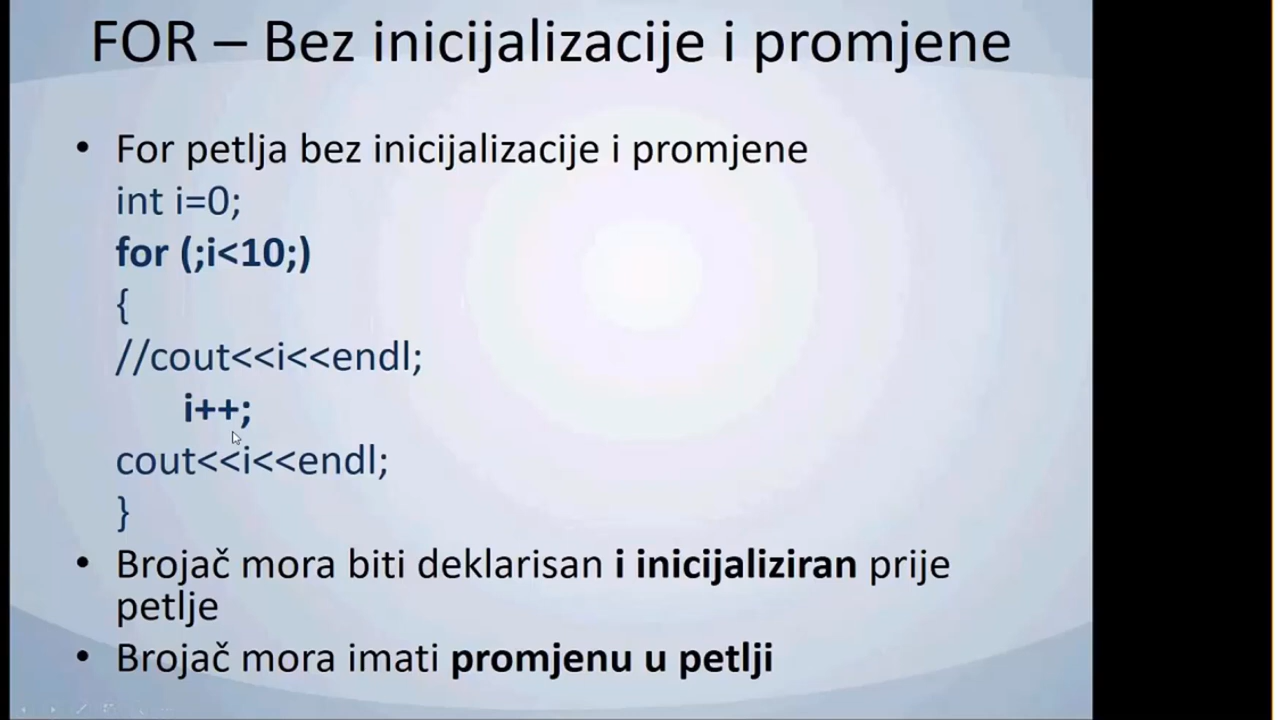 FOR – Bez inicijalizacije i promjene
• For petlja bez inicijalizacije i promjene
int i=0;
for (;i<10;)
{
//cout<<i<<endl;
i++;
cout<<i<<endl;
}
• Brojač mora biti deklarisan i inicijaliziran prije
petlje
• Brojač mora imati promjenu u petlji